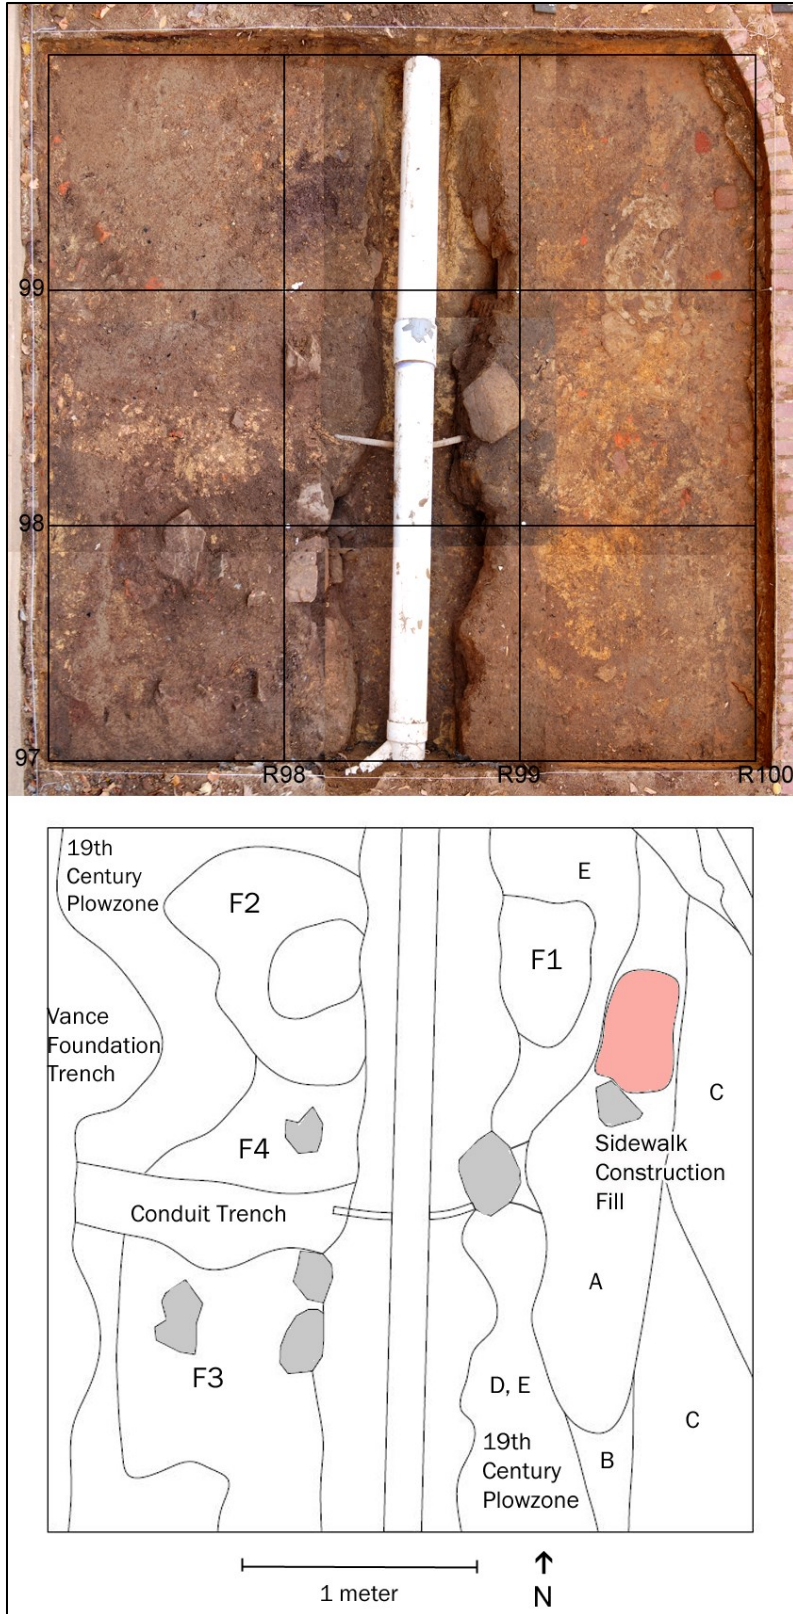 99
98
97
R98
R99
R100
19th
Century
Plowzone
F2
E
F1
Vance
Foundation
Trench
C
F4
Sidewalk
Construction
Fill
Conduit Trench
A
F3
D, E
C
19th
Century
Plowzone
B
1 meter
N